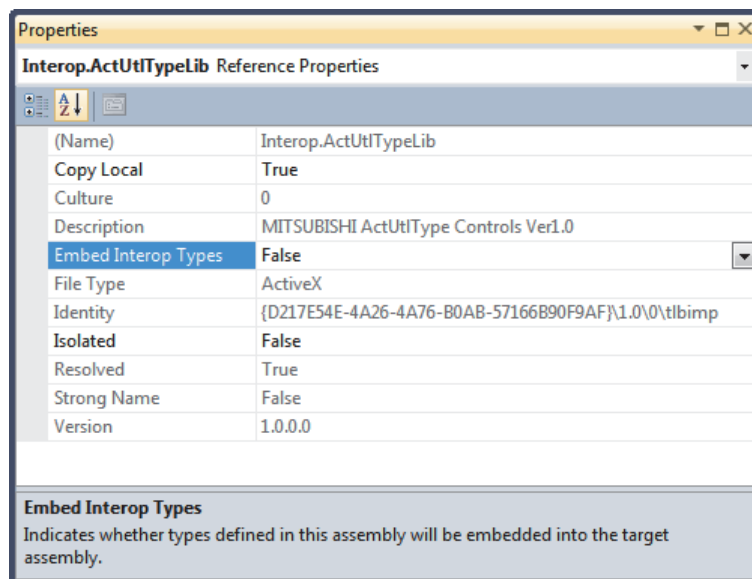 Properties
Interop.ActUtlTypeLib Reference Properties
(Name) Interop.ActUtlTypeLib
Copy Local True
Culture 0
Description MITSUBISHI ActUtlType Controls Ver1.0
Embed Interop Types False
File Type ActiveX
Identity {D217E54E-4A26-4A76-B0AB-57166B90F9AF}\1.0\0\tlbimp
Isolated False
Resolved True
Strong Name False
Version 1.0.0.0
Embed Interop Types
Indicates whether types defined in this assembly will be embedded into the target
assembly.